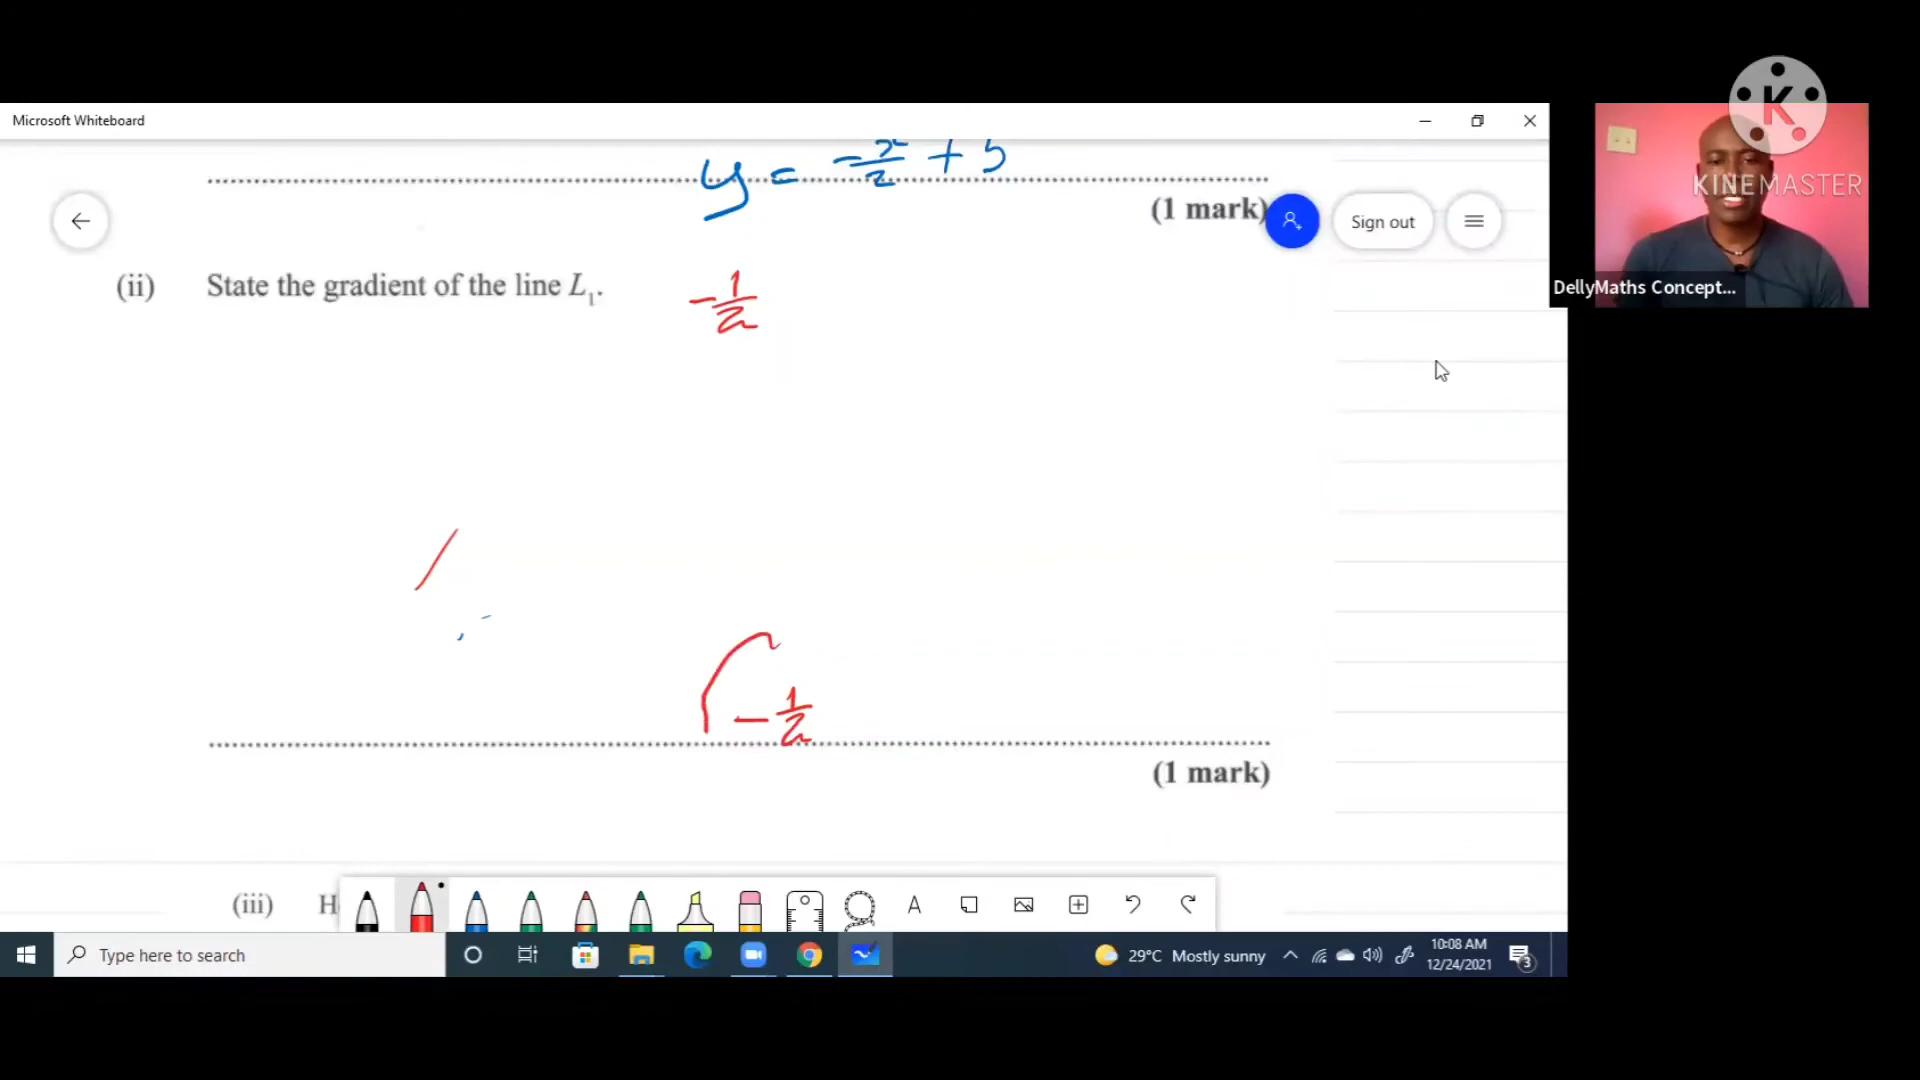 Microsoft Whiteboard
y = -x/2 + 5
(1 mark)
Sign out
KINEMASTER
DellyMaths Concept...
(ii) State the gradient of the line L₁. -1/2
-1/2
(1 mark)
(iii)
A
Type here to search
29°C Mostly sunny
10:08 AM
12/24/2021
3